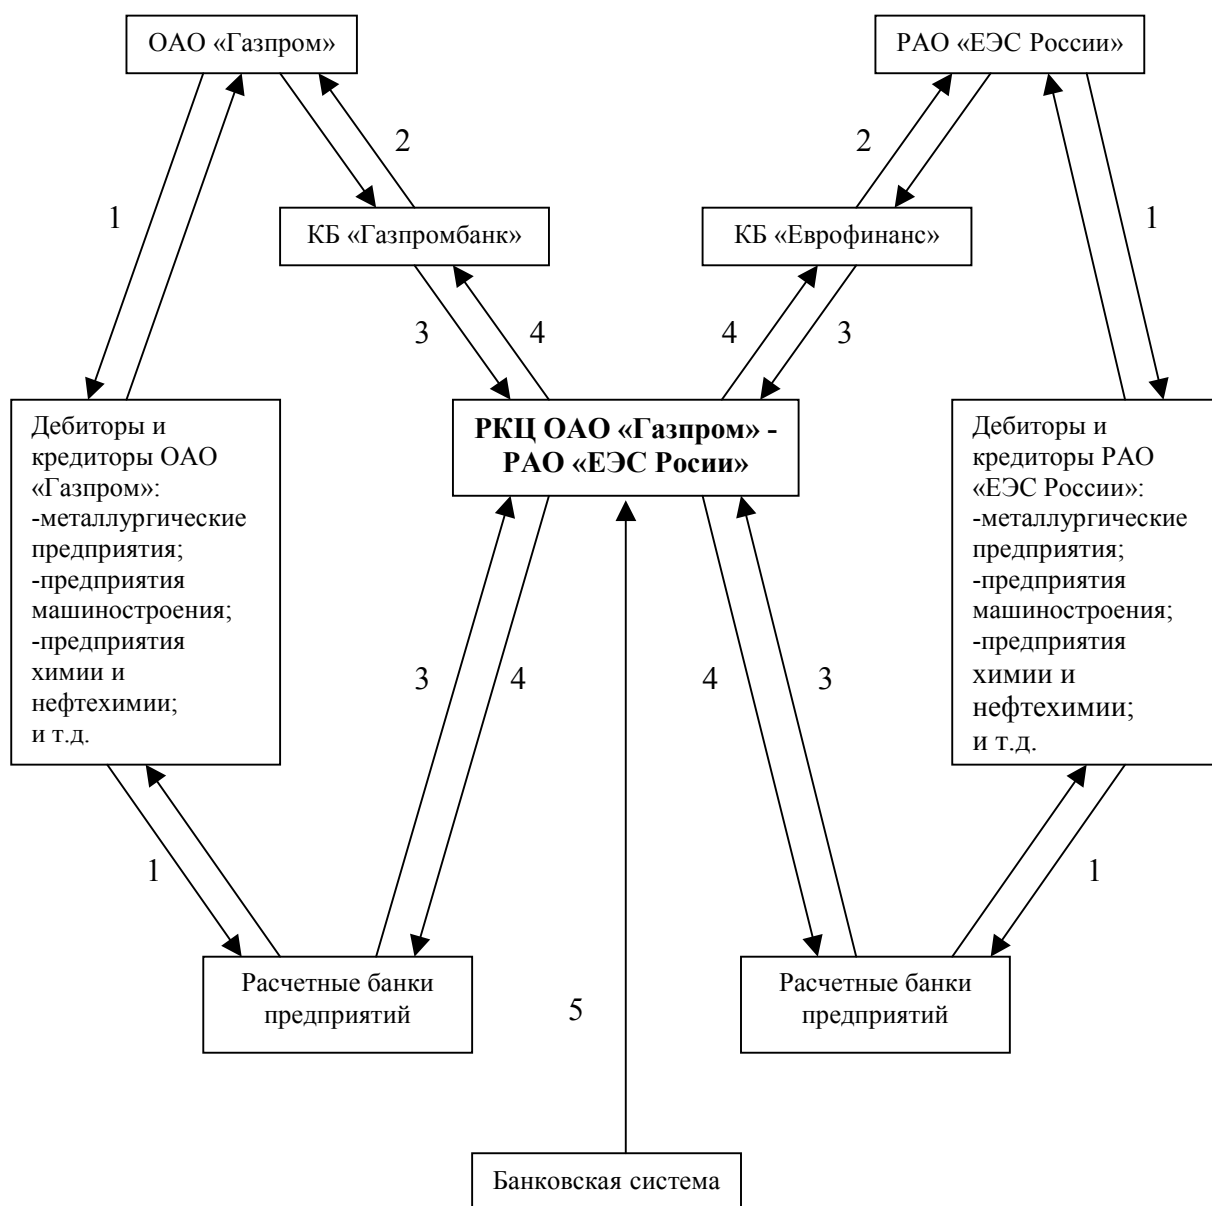 ОАО «Газпром»
РАО «ЕЭС России»
2
2
1
1
КБ «Газпромбанк»
КБ «Еврофинанс»
3
4
4
3
Дебиторы и
кредиторы ОАО
«Газпром»:
-металлургические
предприятия;
-предприятия
машиностроения;
-предприятия
химии и
нефтехимии;
и т.д.
РКЦ ОАО «Газпром» -
РАО «ЕЭС Росии»
Дебиторы и
кредиторы РАО
«ЕЭС России»:
-металлургические
предприятия;
-предприятия
машиностроения;
-предприятия
химии и
нефтехимии;
и т.д.
3
4
4
3
1
1
Расчетные банки
предприятий
Расчетные банки
предприятий
5
Банковская система